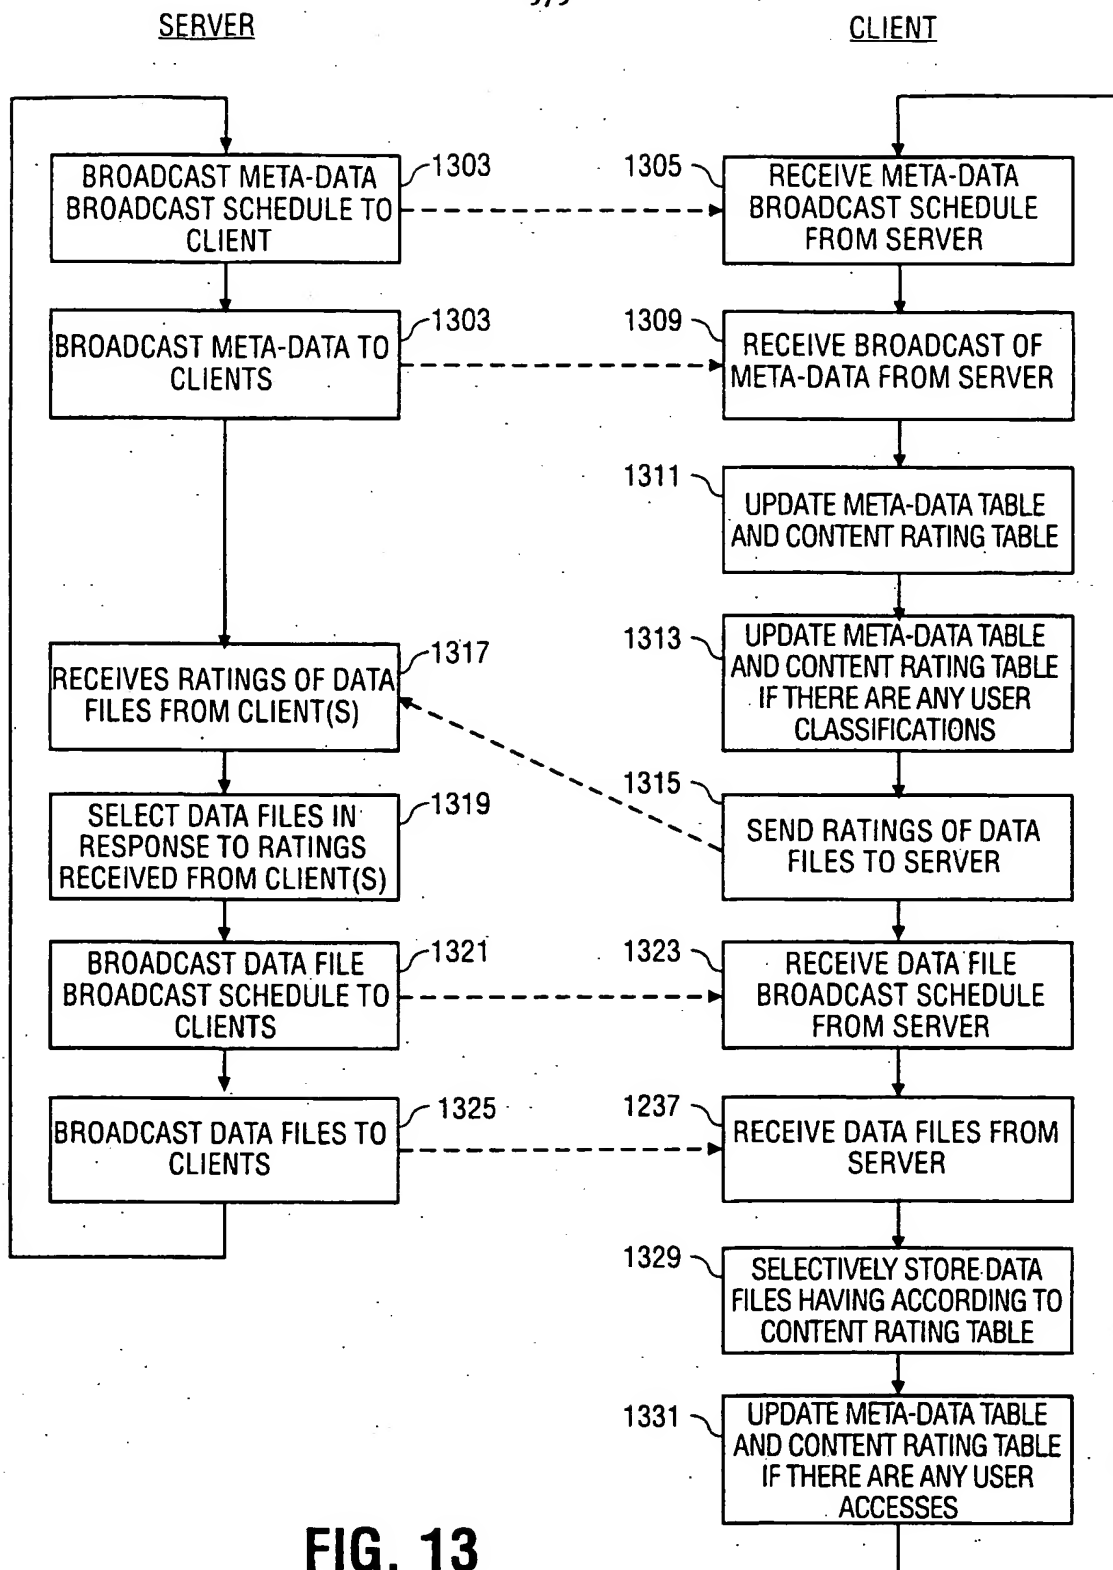 SERVER
CLIENT
BROADCAST META-DATA
BROADCAST SCHEDULE TO
CLIENT
1303
1305
RECEIVE META-DATA
BROADCAST SCHEDULE
FROM SERVER
BROADCAST META-DATA TO
CLIENTS
1303
1309
RECEIVE BROADCAST OF
META-DATA FROM SERVER
1311
UPDATE META-DATA TABLE
AND CONTENT RATING TABLE
1313
UPDATE META-DATA TABLE
AND CONTENT RATING TABLE
IF THERE ARE ANY USER
CLASSIFICATIONS
RECEIVES RATINGS OF DATA
FILES FROM CLIENT(S)
1317
1315
SEND RATINGS OF DATA
FILES TO SERVER
SELECT DATA FILES IN
RESPONSE TO RATINGS
RECEIVED FROM CLIENT(S)
1319
BROADCAST DATA FILE
BROADCAST SCHEDULE TO
CLIENTS
1321
1323
RECEIVE DATA FILE
BROADCAST SCHEDULE
FROM SERVER
BROADCAST DATA FILES TO
CLIENTS
1325
1237
RECEIVE DATA FILES FROM
SERVER
1329
SELECTIVELY STORE DATA
FILES HAVING ACCORDING TO
CONTENT RATING TABLE
1331
UPDATE META-DATA TABLE
AND CONTENT RATING TABLE
IF THERE ARE ANY USER
ACCESSES
FIG. 13